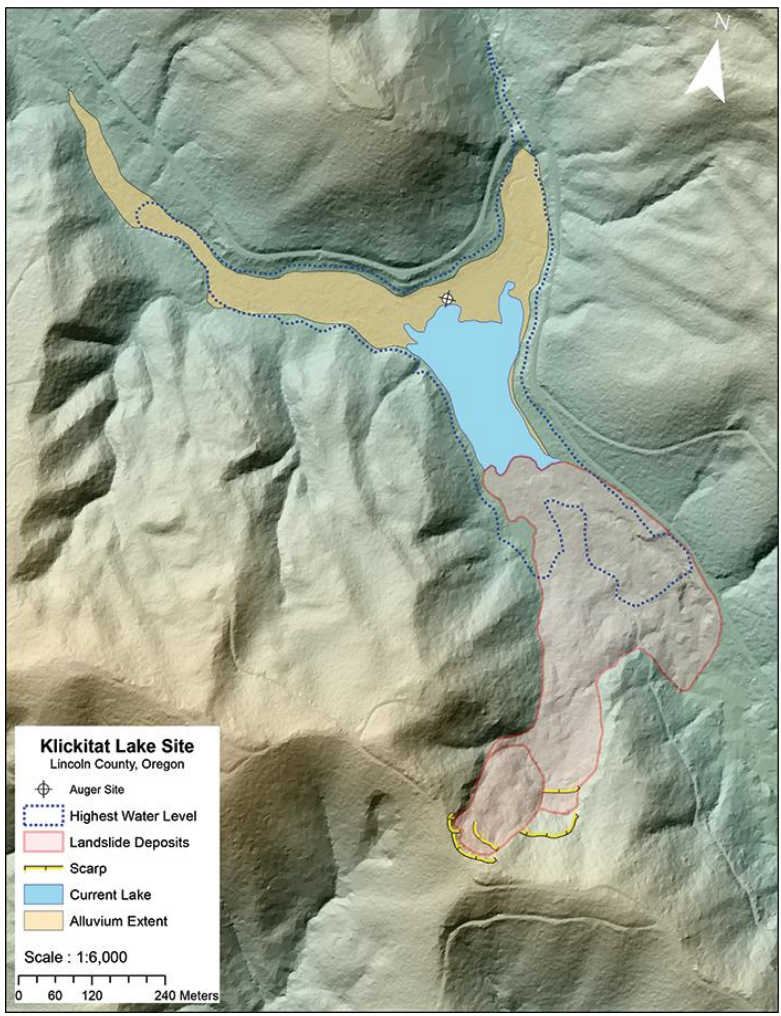 N
Klickitat Lake Site
Lincoln County, Oregon
Auger Site
Highest Water Level
Landslide Deposits
Scarp
Current Lake
Alluvium Extent
Scale : 1:6,000
0 60 120 240 Meters